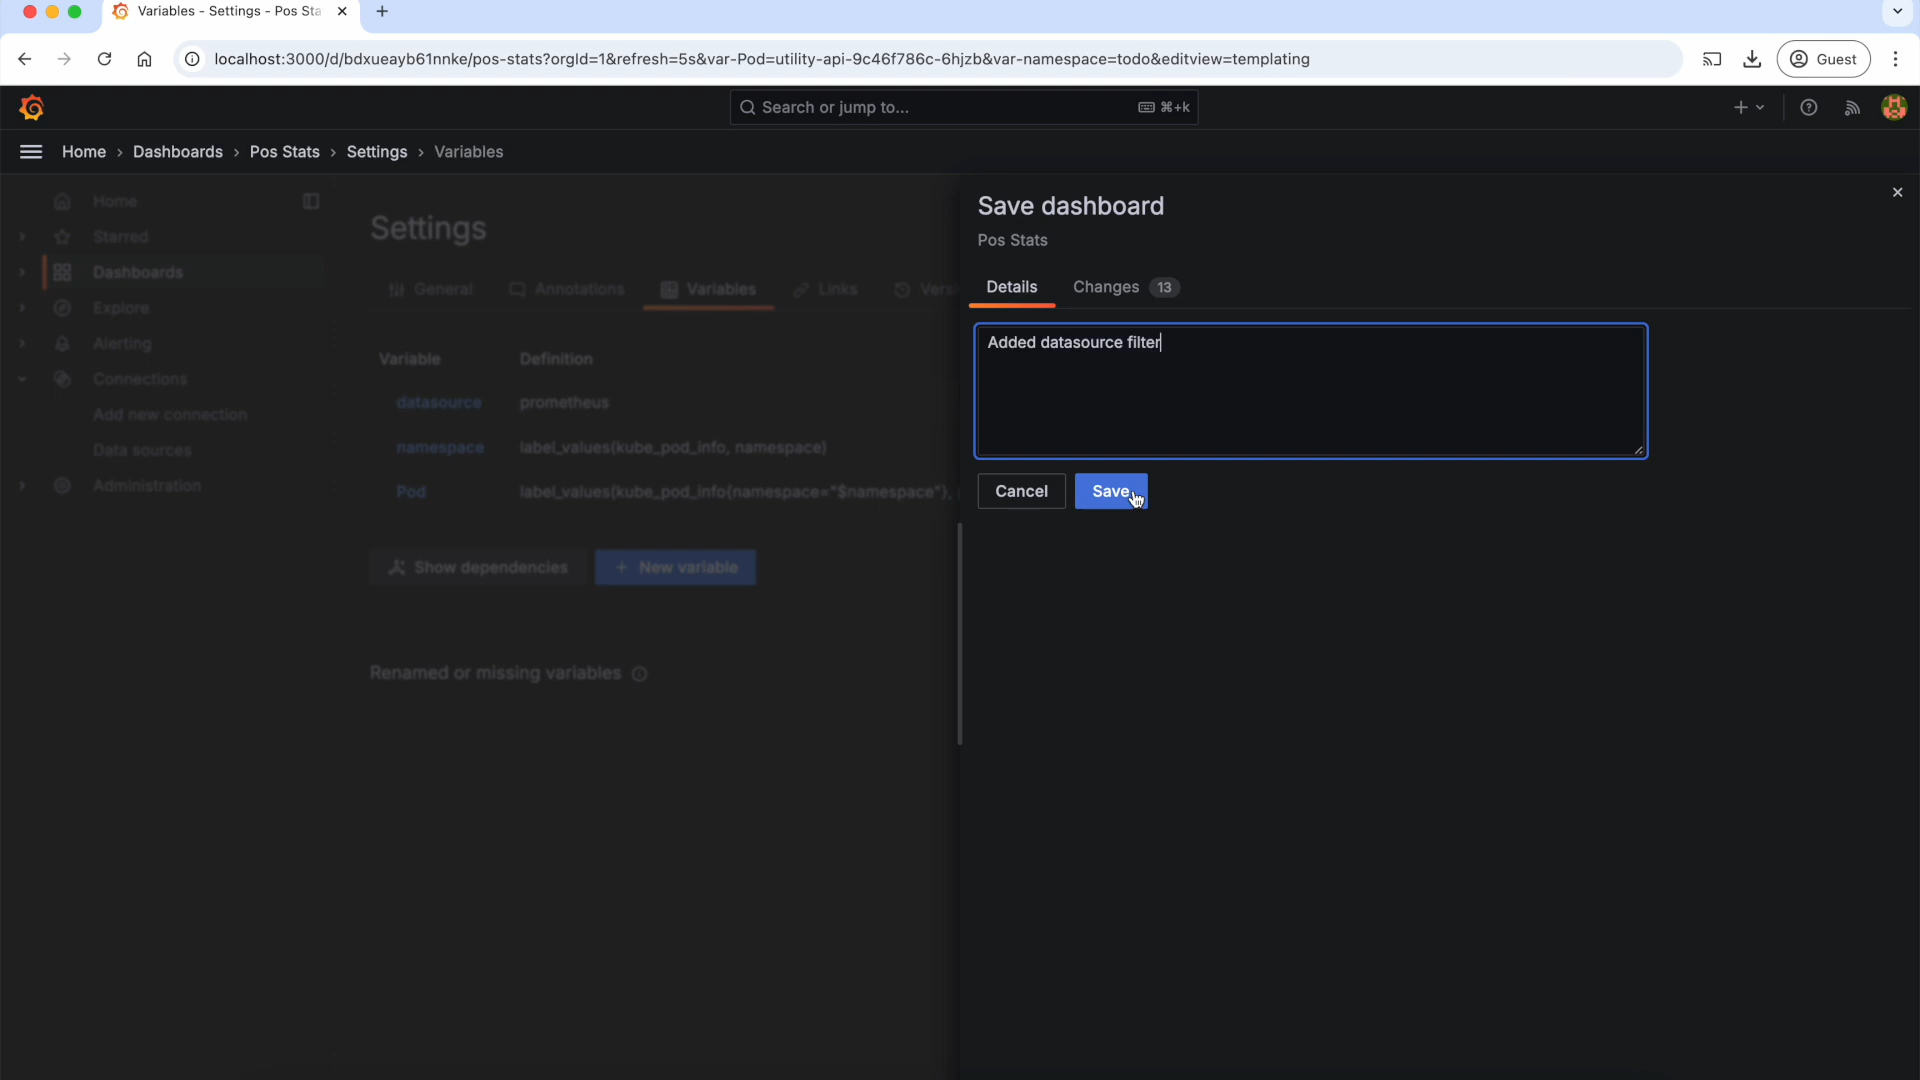 Variables - Settings - Pos Sta
localhost:3000/d/bdxueayb61nnke/pos-stats?orgId=1&refresh=5s&var-Pod=utility-api-9c46f786c-6hjzb&var-namespace=todo&editview=templating
Guest
Search or jump to...
⌘+k
Home › Dashboards › Pos Stats › Settings › Variables
Home
Starred
Dashboards
Explore
Alerting
Connections
Add new connection
Data sources
Administration
Settings
General Annotations Variables Links Versi
Variable Definition
datasource prometheus
namespace label_values(kube_pod_info, namespace)
Pod label_values(kube_pod_info{namespace="$namespace"},
Show dependencies
+ New variable
Renamed or missing variables
Save dashboard
Pos Stats
Details Changes 13
Added datasource filter
Cancel Save